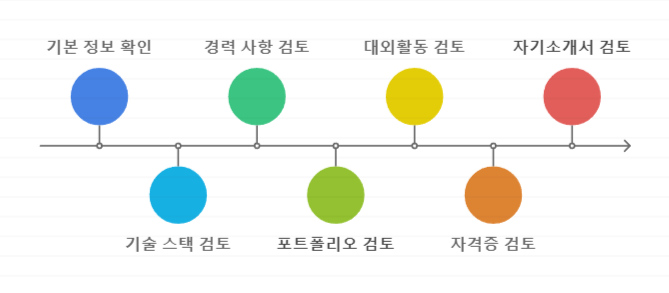 기본 정보 확인
경력 사항 검토
대외활동 검토
자기소개서 검토
기술 스택 검토
포트폴리오 검토
자격증 검토